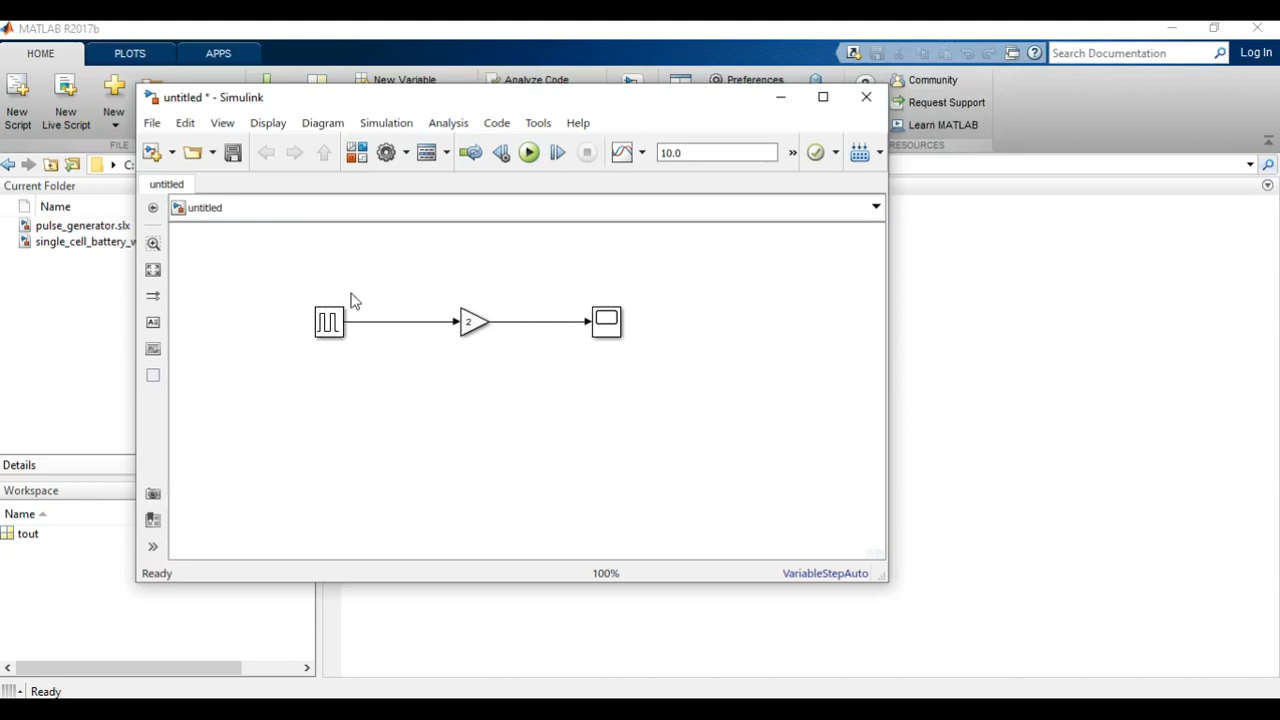 MATLAB R2017b
HOME
PLOTS
APPS
Search Documentation
Log In
New Variable
Analyze Code
Preferences
Community
New
Script
New
Live Script
New
Request Support
Learn MATLAB
FILE
RESOURCES
untitled * - Simulink
File
Edit
View
Display
Diagram
Simulation
Analysis
Code
Tools
Help
10.0
C:
Current Folder
untitled
untitled
Name
pulse_generator.slx
single_cell_battery_w
2
Details
Workspace
Name
tout
Ready
100%
VariableStepAuto
Ready